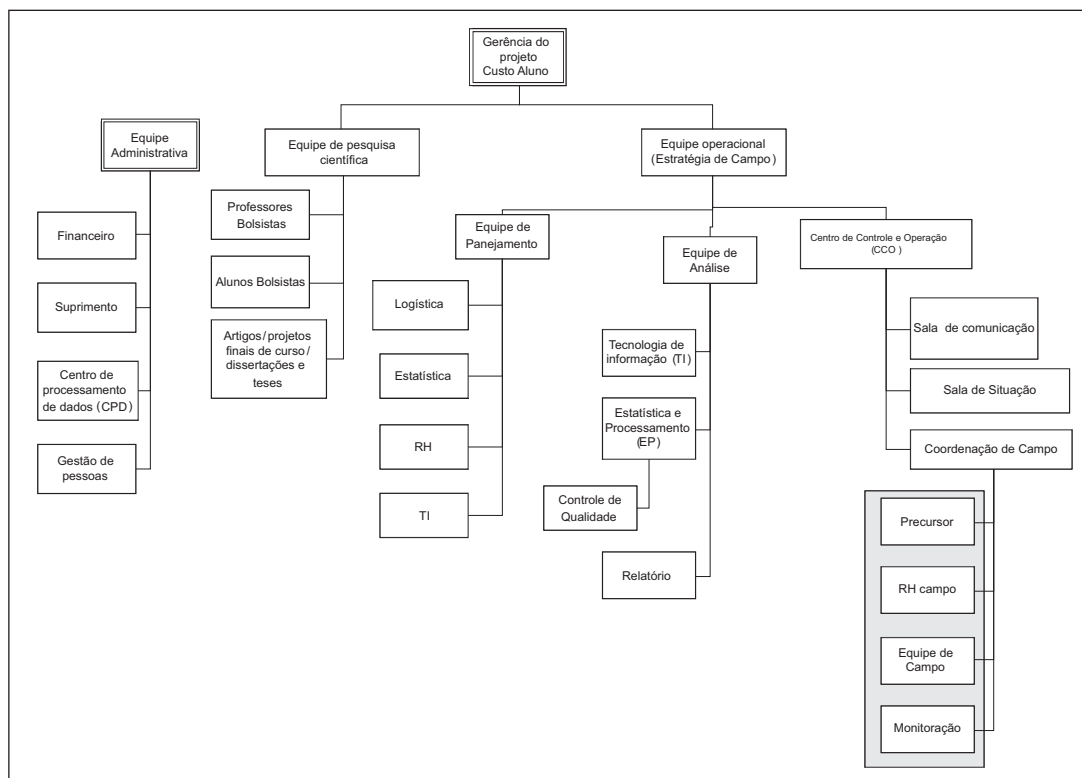 Gerência do
projeto
Custo Aluno
Equipe
Administrativa
Financeiro
Suprimento
Centro de
processamento
de dados (CPD)
Gestão de
pessoas
Equipe de pesquisa
científica
Professores
Bolsistas
Alunos Bolsistas
Artigos/projetos
finais de curso/
dissertações e
teses
Equipe operacional
(Estratégia de Campo)
Equipe de
Panejamento
Logística
Estatística
RH
TI
Equipe de
Análise
Tecnologia de
informação (TI)
Estatística e
Processamento
(EP)
Controle de
Qualidade
Relatório
Centro de Controle e Operação
(CCO)
Sala de comunicação
Sala de Situação
Coordenação de Campo
Precursor
RH campo
Equipe de
Campo
Monitoração